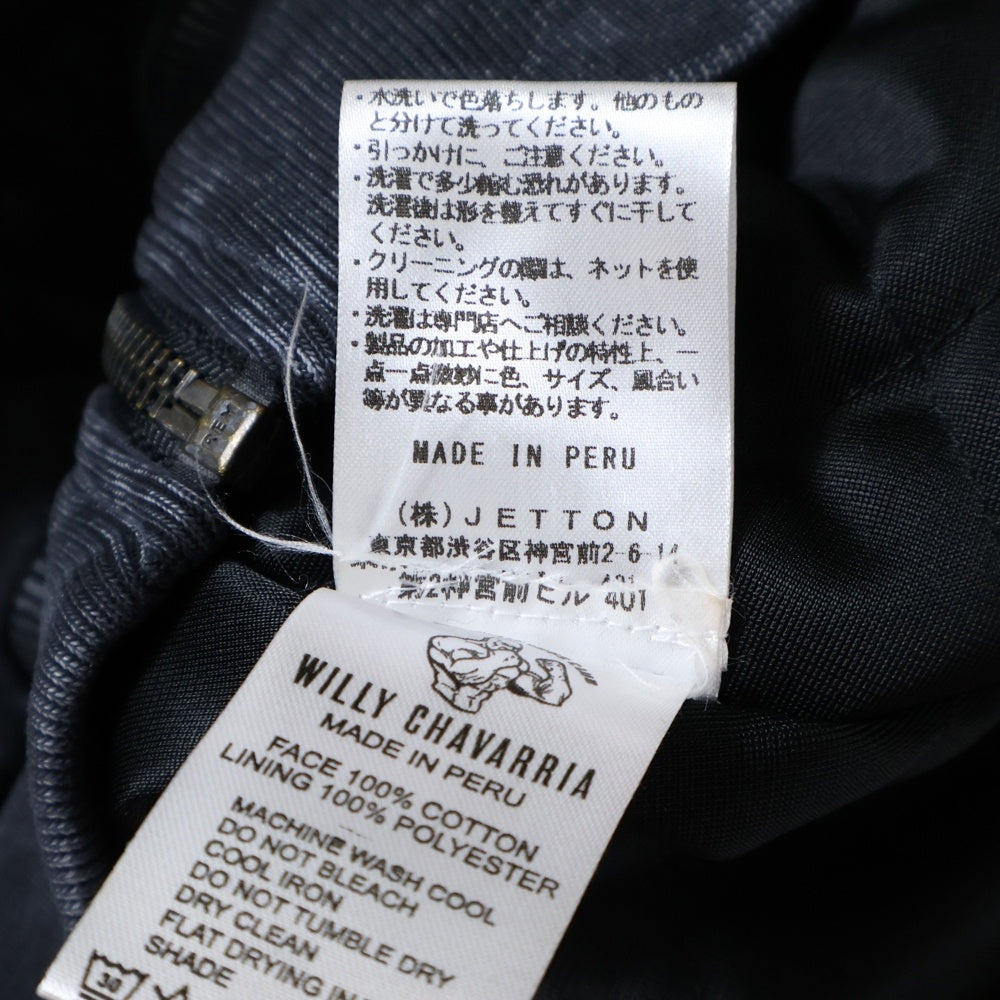 ・水洗いで色落ちします。他のもの
と分けて洗ってください。
・引っかけに、ご注意ください。
・洗濯で多少縮む恐れがあります。
洗濯後は形を整えてすぐに干して
ください。
・クリーニングの際は、ネットを使
用してください。
・洗濯は専門店へご相談ください。
・製品の加工や仕上げの特性上、一
点一点微妙に色、サイズ、風合い
等が異なる事があります。
MADE IN PERU
(株)JETTON
東京都渋谷区神宮前2-6-14
第2神宮前ビル 401
WILLY CHAVARRIA
MADE IN PERU
FACE 100% COTTON
LINING 100% POLYESTER
MACHINE WASH COOL
DO NOT BLEACH
COOL IRON
DO NOT TUMBLE DRY
DRY CLEAN
FLAT DRYING IN
SHADE
30
REX